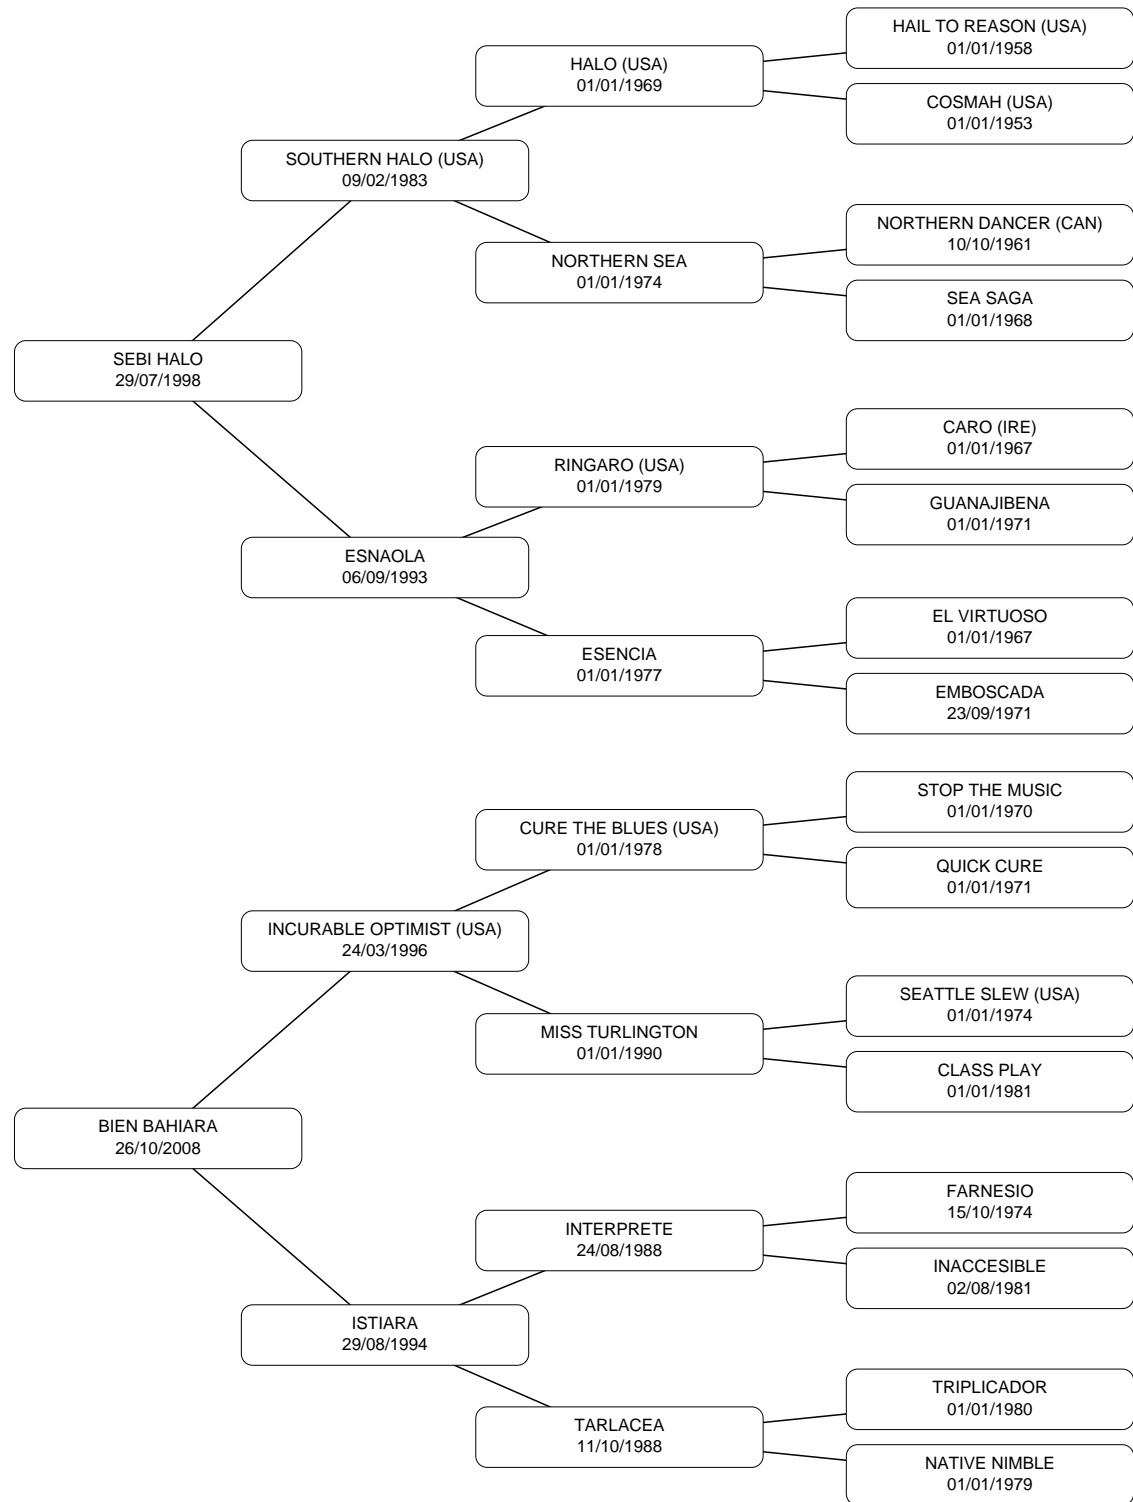 HAIL TO REASON (USA)
01/01/1958
HALO (USA)
01/01/1969
COSMAH (USA)
01/01/1953
SOUTHERN HALO (USA)
09/02/1983
NORTHERN DANCER (CAN)
10/10/1961
NORTHERN SEA
01/01/1974
SEA SAGA
01/01/1968
SEBI HALO
29/07/1998
CARO (IRE)
01/01/1967
RINGARO (USA)
01/01/1979
GUANAJIBENA
01/01/1971
ESNAOLA
06/09/1993
EL VIRTUOSO
01/01/1967
ESENCIA
01/01/1977
EMBOSCADA
23/09/1971
STOP THE MUSIC
01/01/1970
CURE THE BLUES (USA)
01/01/1978
QUICK CURE
01/01/1971
INCURABLE OPTIMIST (USA)
24/03/1996
SEATTLE SLEW (USA)
01/01/1974
MISS TURLINGTON
01/01/1990
CLASS PLAY
01/01/1981
BIEN BAHIARA
26/10/2008
FARNESIO
15/10/1974
INTERPRETE
24/08/1988
INACCESIBLE
02/08/1981
ISTIARA
29/08/1994
TRIPLICADOR
01/01/1980
TARLACEA
11/10/1988
NATIVE NIMBLE
01/01/1979